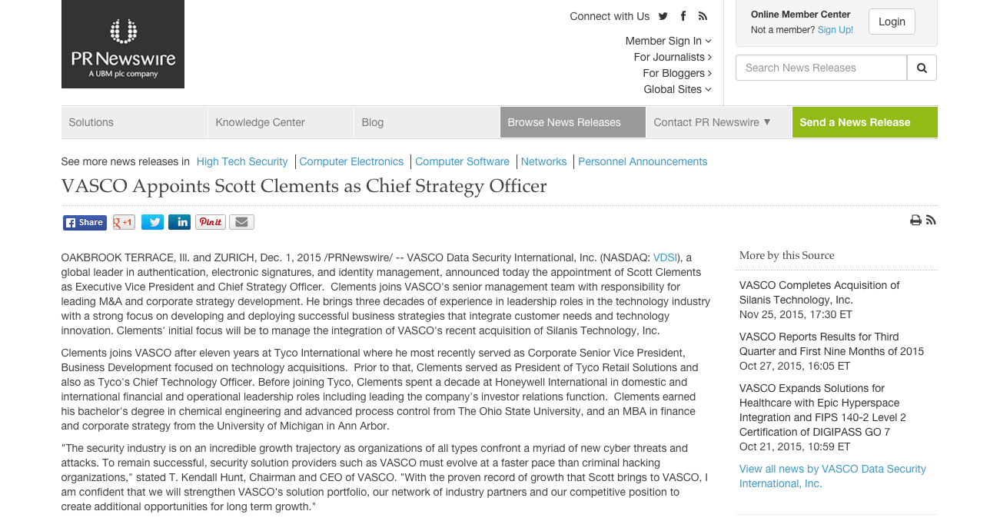 PR Newswire
A UBM plc company
Connect with Us
Member Sign In
For Journalists
For Bloggers
Global Sites
Online Member Center
Not a member? Sign Up!
Login
Search News Releases
Solutions
Knowledge Center
Blog
Browse News Releases
Contact PR Newswire ▼
Send a News Release
See more news releases in High Tech Security | Computer Electronics | Computer Software | Networks | Personnel Announcements
VASCO Appoints Scott Clements as Chief Strategy Officer
Share
g +1
in
Pin it
OAKBROOK TERRACE, Ill. and ZURICH, Dec. 1, 2015 /PRNewswire/ -- VASCO Data Security International, Inc. (NASDAQ: VDSI), a
global leader in authentication, electronic signatures, and identity management, announced today the appointment of Scott Clements
as Executive Vice President and Chief Strategy Officer.  Clements joins VASCO's senior management team with responsibility for
leading M&A and corporate strategy development. He brings three decades of experience in leadership roles in the technology industry
with a strong focus on developing and deploying successful business strategies that integrate customer needs and technology
innovation. Clements' initial focus will be to manage the integration of VASCO's recent acquisition of Silanis Technology, Inc.
Clements joins VASCO after eleven years at Tyco International where he most recently served as Corporate Senior Vice President,
Business Development focused on technology acquisitions.  Prior to that, Clements served as President of Tyco Retail Solutions and
also as Tyco's Chief Technology Officer. Before joining Tyco, Clements spent a decade at Honeywell International in domestic and
international financial and operational leadership roles including leading the company's investor relations function.  Clements earned
his bachelor's degree in chemical engineering and advanced process control from The Ohio State University, and an MBA in finance
and corporate strategy from the University of Michigan in Ann Arbor.
"The security industry is on an incredible growth trajectory as organizations of all types confront a myriad of new cyber threats and
attacks. To remain successful, security solution providers such as VASCO must evolve at a faster pace than criminal hacking
organizations," stated T. Kendall Hunt, Chairman and CEO of VASCO. "With the proven record of growth that Scott brings to VASCO, I
am confident that we will strengthen VASCO's solution portfolio, our network of industry partners and our competitive position to
create additional opportunities for long term growth."
More by this Source
VASCO Completes Acquisition of
Silanis Technology, Inc.
Nov 25, 2015, 17:30 ET
VASCO Reports Results for Third
Quarter and First Nine Months of 2015
Oct 27, 2015, 16:05 ET
VASCO Expands Solutions for
Healthcare with Epic Hyperspace
Integration and FIPS 140-2 Level 2
Certification of DIGIPASS GO 7
Oct 21, 2015, 10:59 ET
View all news by VASCO Data Security
International, Inc.